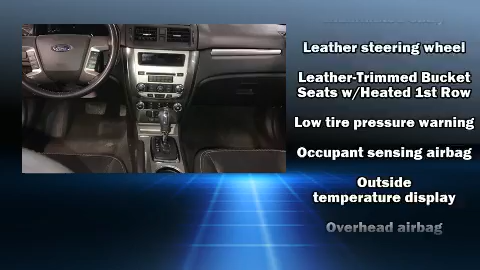 Leather steering wheel
Leather-Trimmed Bucket
Seats w/Heated 1st Row
Low tire pressure warning
Occupant sensing airbag
Outside
temperature display
Overhead airbag
Ford